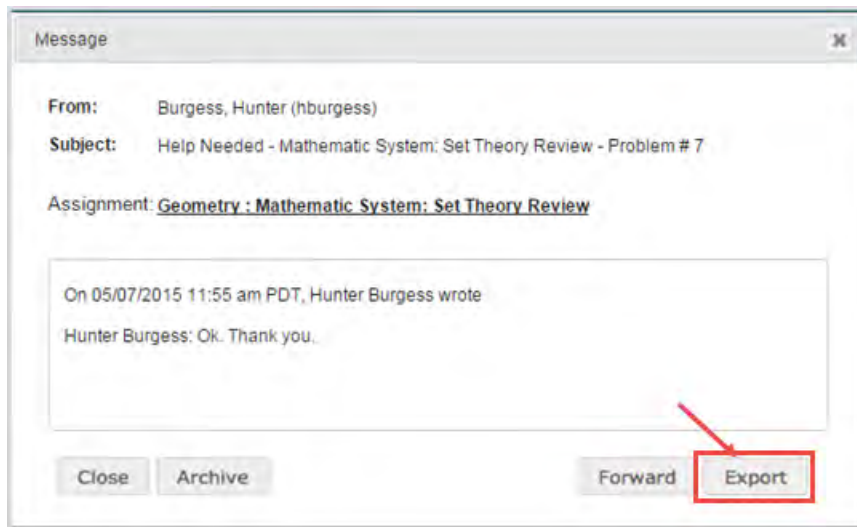 Message
From: Burgess, Hunter (hburgess)
Subject: Help Needed - Mathematic System: Set Theory Review - Problem # 7
Assignment: Geometry : Mathematic System: Set Theory Review
On 05/07/2015 11:55 am PDT, Hunter Burgess wrote
Hunter Burgess: Ok. Thank you.
Close Archive Forward Export